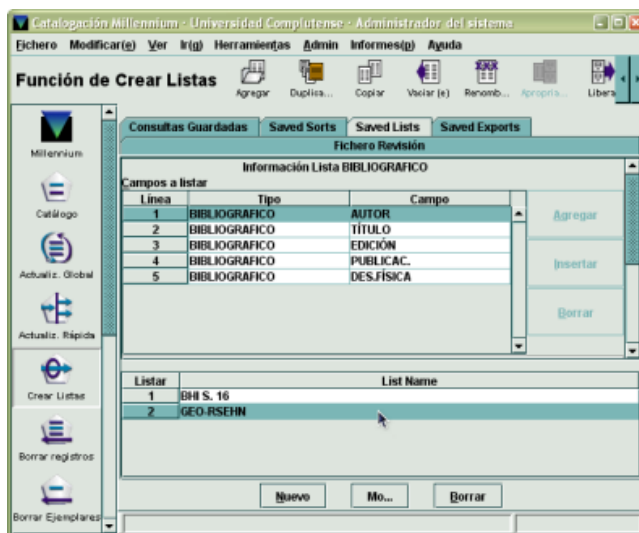 Catalogación Millennium - Universidad Complutense - Administrador del sistema
Fichero Modificar(e) Ver Ir(g) Herramientas Admin Informes(p) Ayuda
Función de Crear Listas
Agregar Duplica... Copiar Vaciar (e) Renomb... Apropria... Libera
Millennium
Catálogo
Actualiz. Global
Actualiz. Rápida
Crear Listas
Borrar registros
Borrar Ejemplares
Consultas Guardadas Saved Sorts Saved Lists Saved Exports
Fichero Revisión
Información Lista BIBLIOGRAFICO
Campos a listar
Línea Tipo Campo
1 BIBLIOGRAFICO AUTOR
2 BIBLIOGRAFICO TÍTULO
3 BIBLIOGRAFICO EDICIÓN
4 BIBLIOGRAFICO PUBLICAC.
5 BIBLIOGRAFICO DES.FÍSICA
Agregar
Insertar
Borrar
Listar List Name
1 BHI S. 16
2 GEO-RSEHN
Nuevo Mo... Borrar